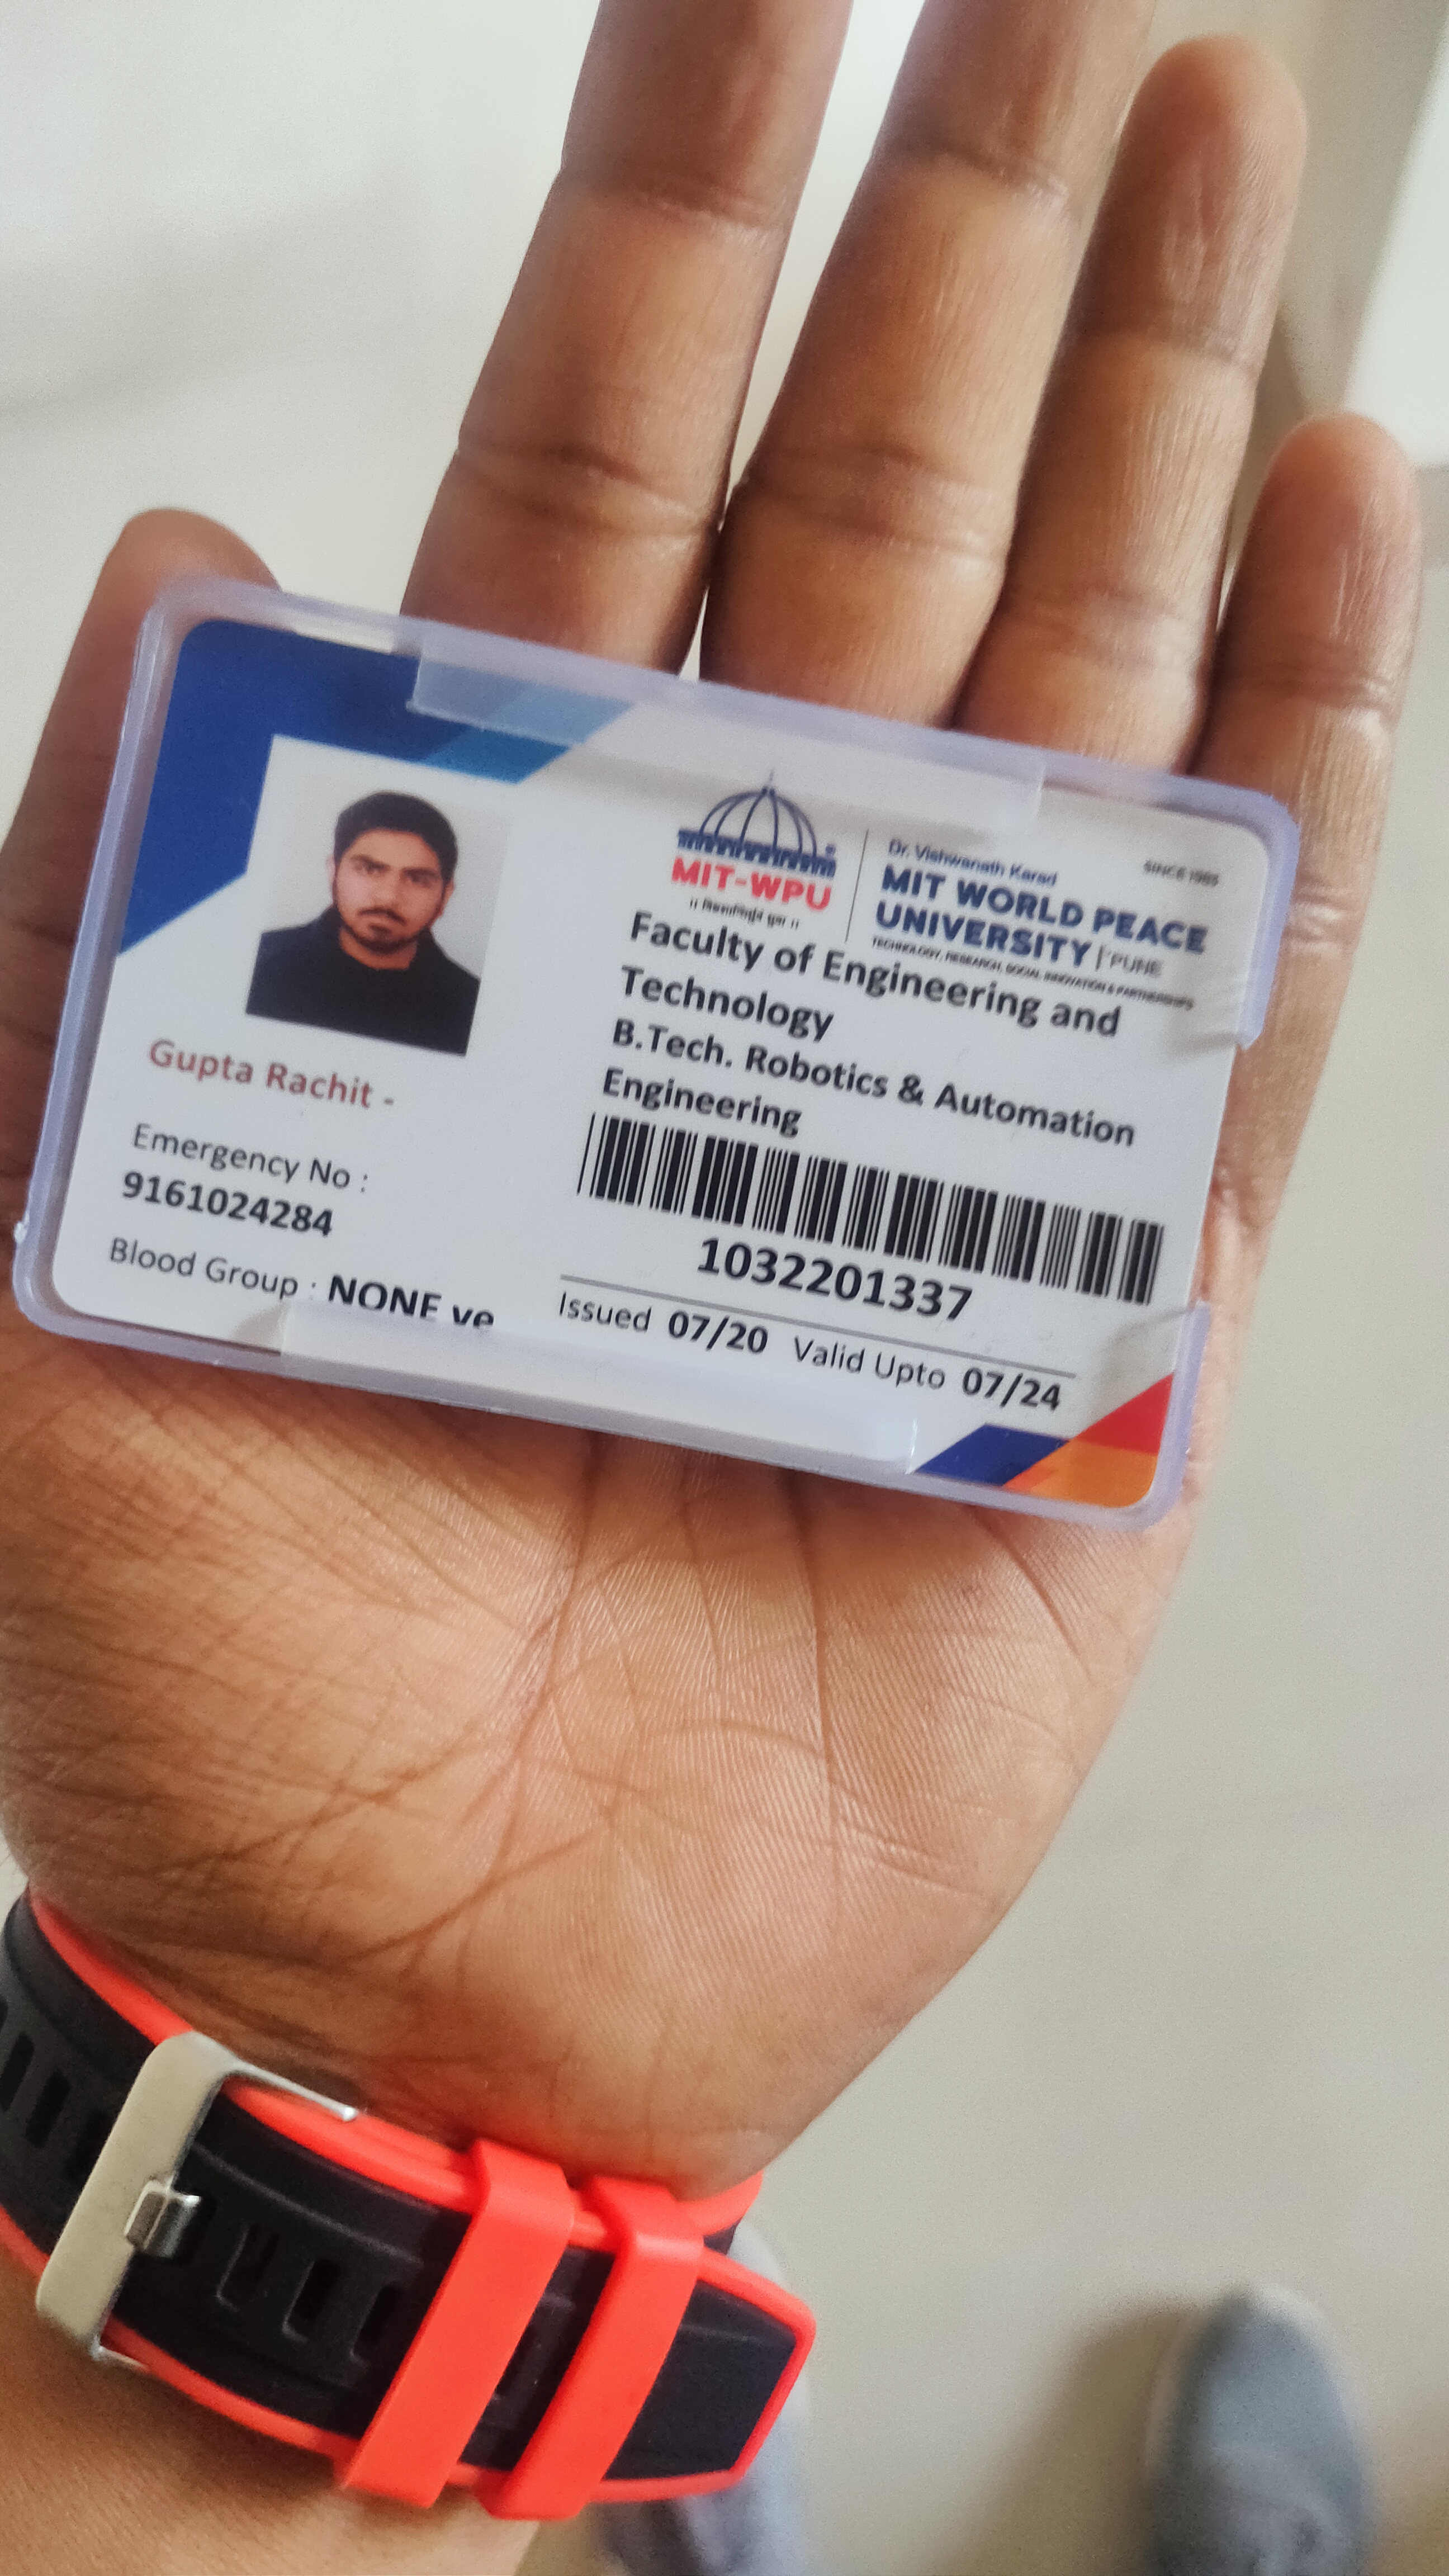 MIT-WPU
Dr. Vishwanath Karad
SINCE 1983
MIT WORLD PEACE
UNIVERSITY | PUNE
TECHNOLOGY, RESEARCH, SOCIAL INNOVATION & PARTNERSHIPS
Faculty of Engineering and
Technology
B.Tech. Robotics & Automation
Engineering
1032201337
Issued 07/20 Valid Upto 07/24
Gupta Rachit -
Emergency No :
9161024284
Blood Group : NONE ve